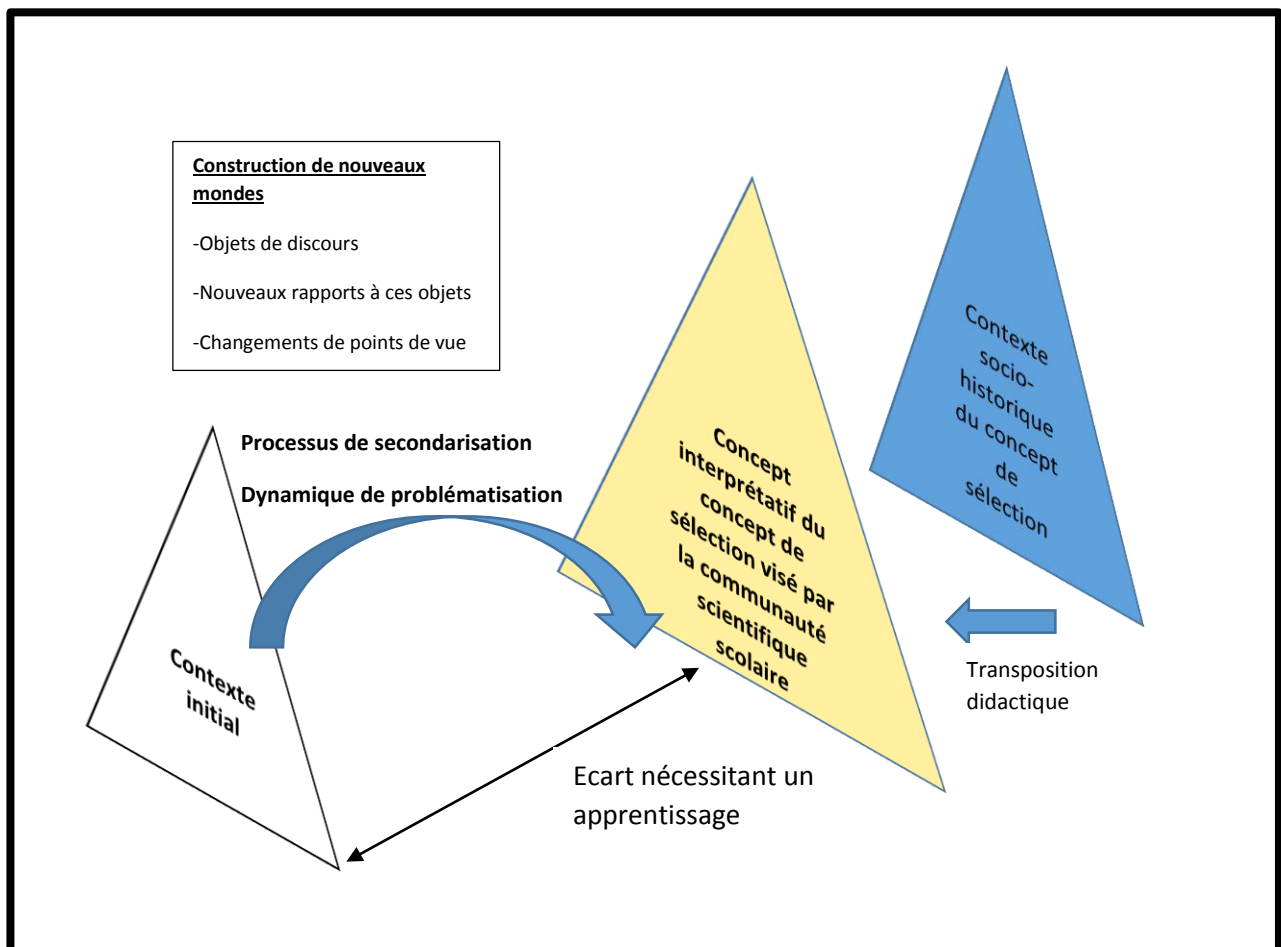 Construction de nouveaux
mondes
-Objets de discours
-Nouveaux rapports à ces objets
-Changements de points de vue
Processus de secondarisation
Dynamique de problématisation
Contexte
initial
Concept
interprétatif du
concept de
sélection visé par
la communauté
scientifique
scolaire
Contexte
socio-
historique
du concept
de
sélection
Transposition
didactique
Ecart nécessitant un
apprentissage